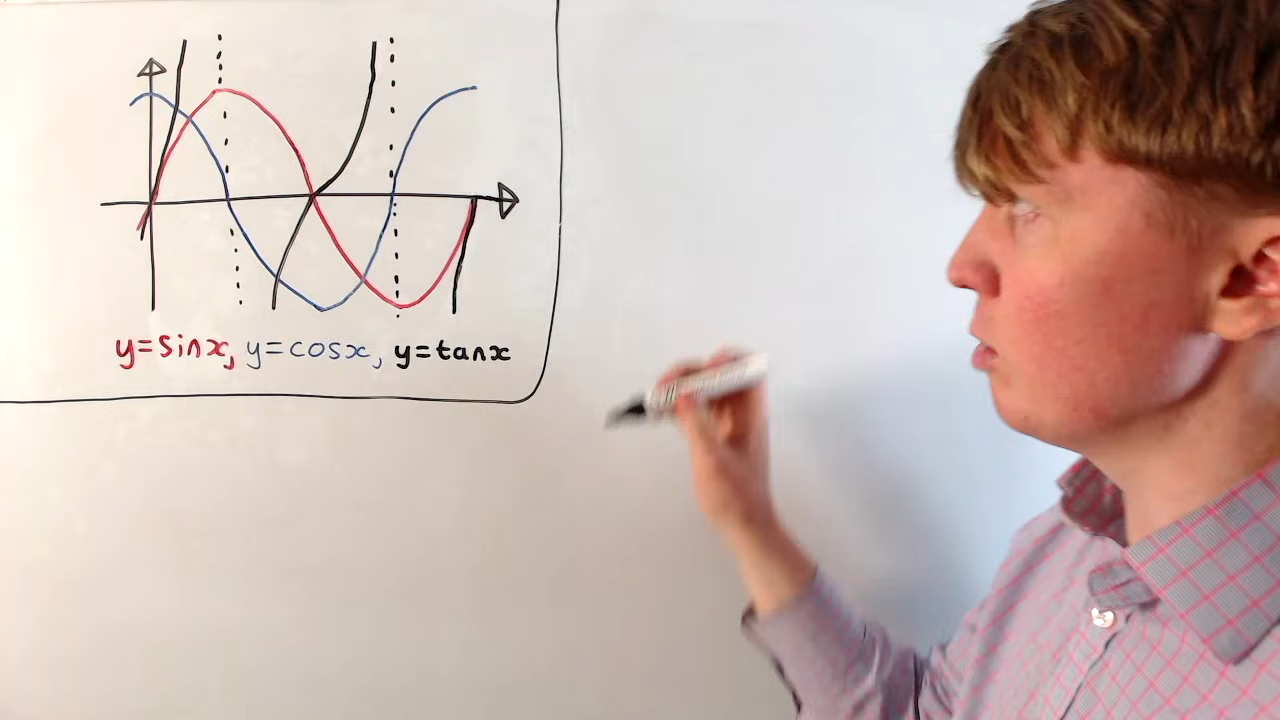 y=sinx, y=cosx, y=tanx